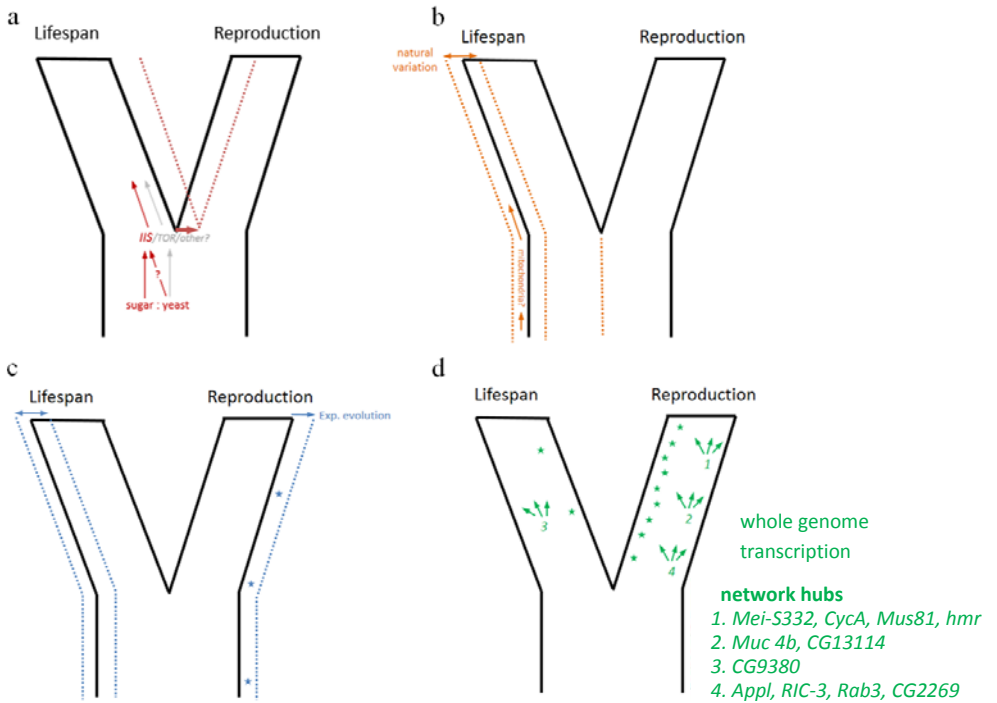 a
Lifespan
Reproduction
IIS/TOR/other?
?
sugar : yeast
b
Lifespan
Reproduction
natural
variation
mitochondria?
c
Lifespan
Reproduction
Exp. evolution
d
Lifespan
Reproduction
1
2
3
4
whole genome
transcription
network hubs
1. Mei-S332, CycA, Mus81, hmr
2. Muc 4b, CG13114
3. CG9380
4. Appl, RIC-3, Rab3, CG2269